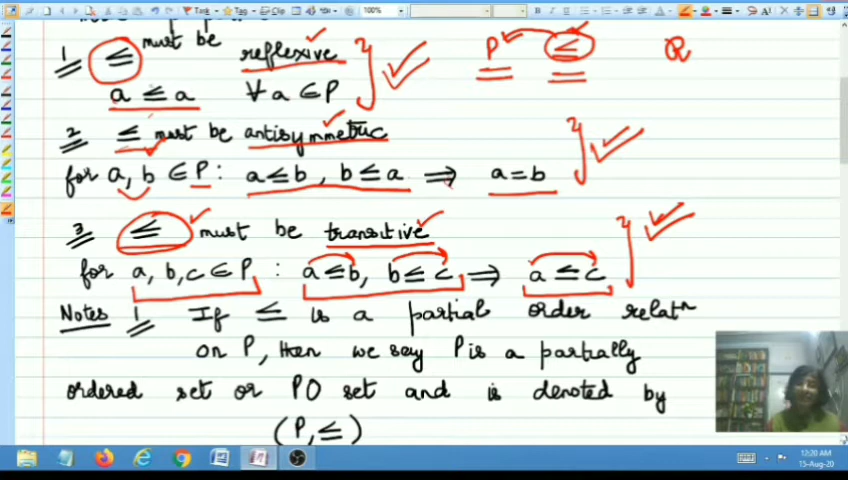 100%
must be
1 ≤ reflexive P ≤ R
a ≤ a ∀ a ∈ P
2 ≤ must be antisymmetric
for a, b ∈ P : a ≤ b , b ≤ a ⇒ a = b
3 ≤ must be transitive
for a, b, c ∈ P : a ≤ b, b ≤ c ⇒ a ≤ c
Notes 1 If ≤ is a partial order relatn
on P, then we say P is a partially
ordered set or PO set and is denoted by
(P, ≤)
12:20 AM
15-Aug-20